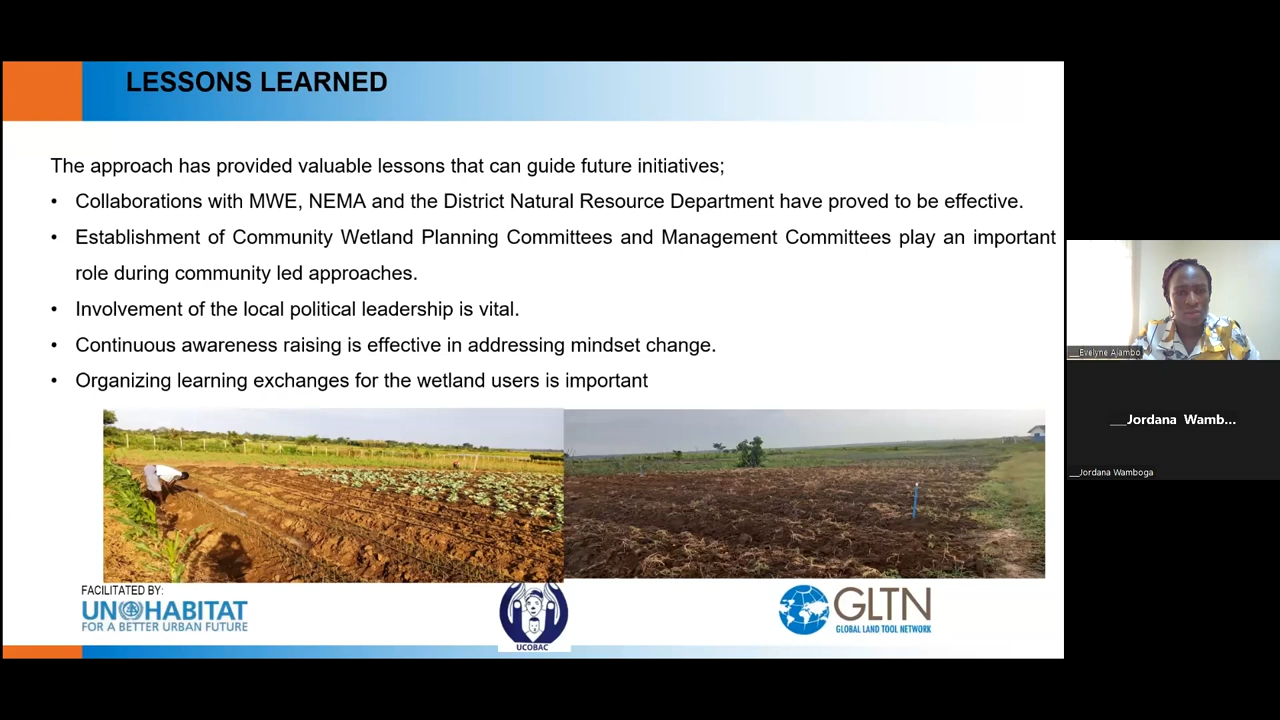 LESSONS LEARNED
The approach has provided valuable lessons that can guide future initiatives;
• Collaborations with MWE, NEMA and the District Natural Resource Department have proved to be effective.
• Establishment of Community Wetland Planning Committees and Management Committees play an important
role during community led approaches.
• Involvement of the local political leadership is vital.
• Continuous awareness raising is effective in addressing mindset change.
• Organizing learning exchanges for the wetland users is important
FACILITATED BY:
UN HABITAT
FOR A BETTER URBAN FUTURE
UCOBAC
GLTN
GLOBAL LAND TOOL NETWORK
__Evelyne Ajambo
__Jordana Wamb...
__Jordana Wamboga